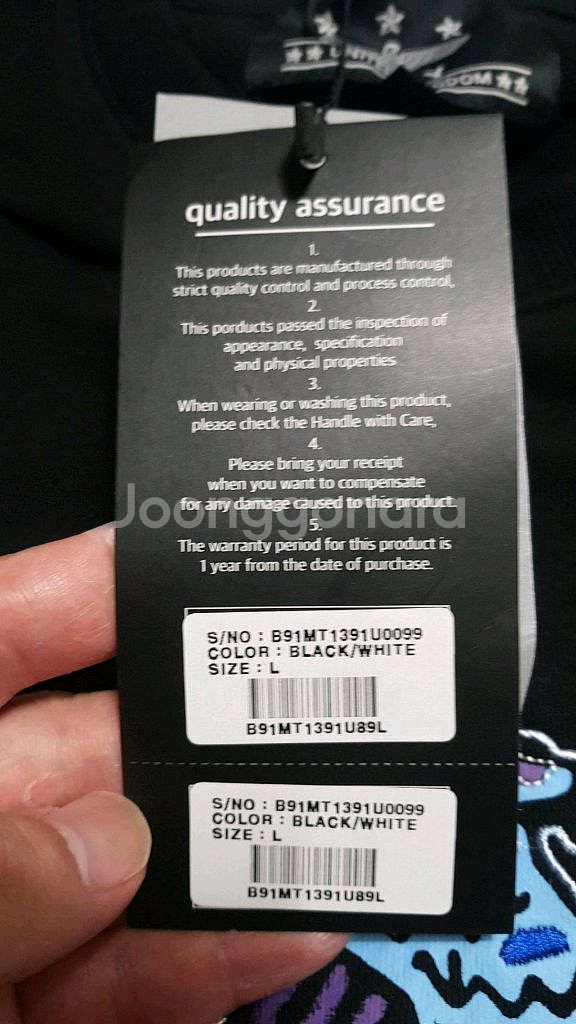 quality assurance
1.
This products are manufactured through
strict quality control and process control,
2.
This porducts passed the inspection of
appearance, specification
and physical properties
3.
When wearing or washing this product,
please check the Handle with Care,
4.
Please bring your receipt
when you want to compensate
for any damage caused to this product.
Joonggonara
5.
The warranty period for this product is
1 year from the date of purchase.
S/NO : B91MT1391U0099
COLOR : BLACK/WHITE
SIZE : L
B91MT1391U89L
S/NO : B91MT1391U0099
COLOR : BLACK/WHITE
SIZE : L
B91MT1391U89L